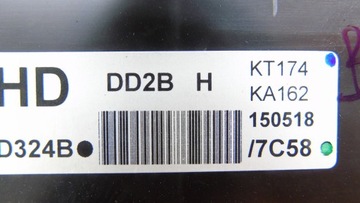 HD DD2B H KT174
KA162
150518
D324B /7C58